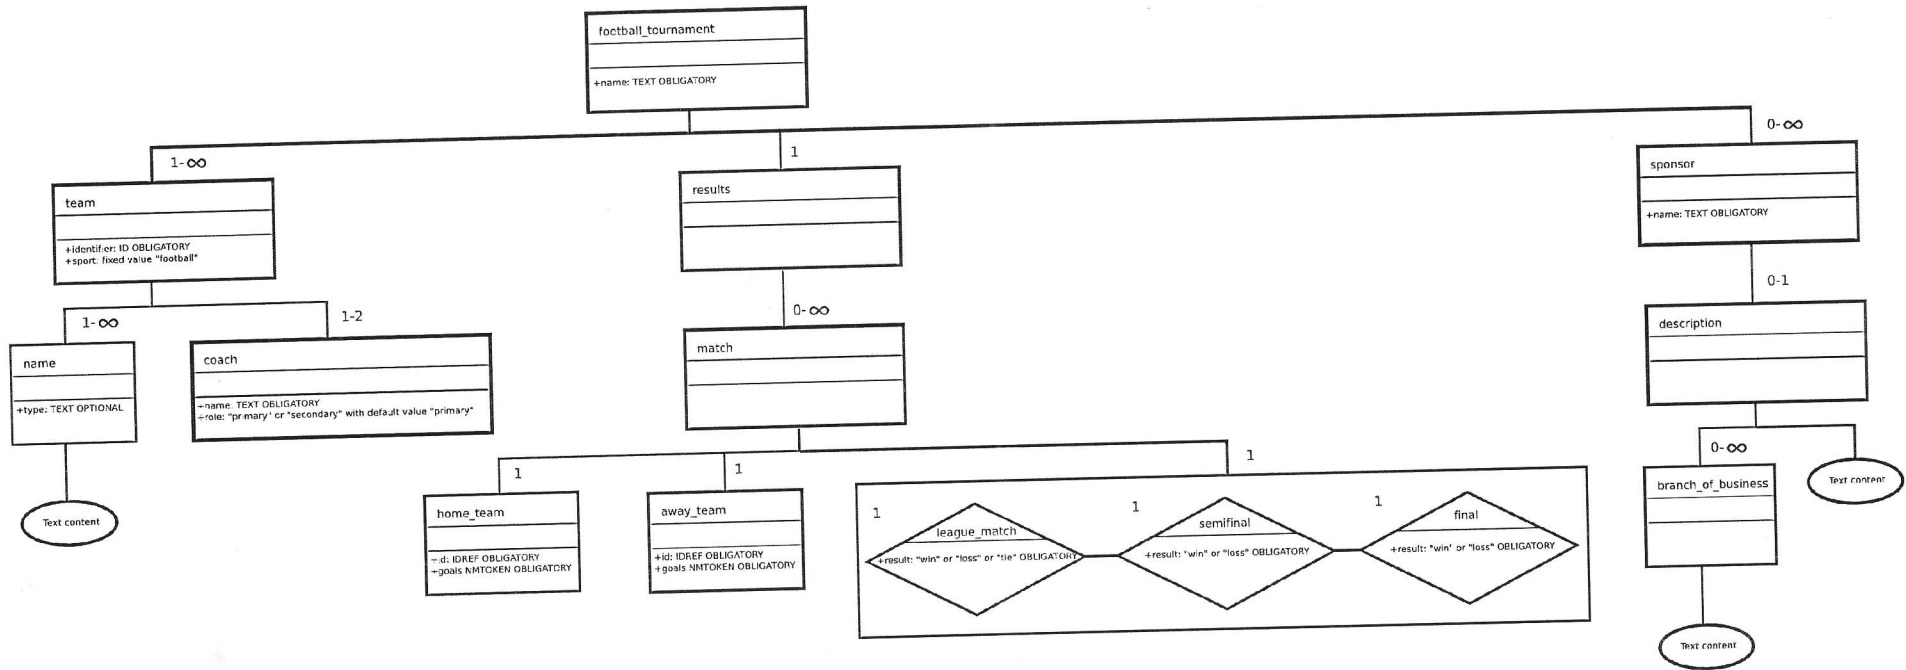 football_tournament
+name: TEXT OBLIGATORY
1-∞
1
0-∞
team
+identifier: ID OBLIGATORY
+sport: fixed value "football"
results
sponsor
+name: TEXT OBLIGATORY
1-∞
1-2
0-∞
0-1
name
+type: TEXT OPTIONAL
coach
+name: TEXT OBLIGATORY
+role: "primary" or "secondary" with default value "primary"
match
description
Text content
1
1
1
0-∞
home_team
+id: IDREF OBLIGATORY
+goals NMTOKEN OBLIGATORY
away_team
+id: IDREF OBLIGATORY
+goals NMTOKEN OBLIGATORY
1
league_match
+result: "win" or "loss" or "tie" OBLIGATORY
1
semifinal
+result: "win" or "loss" OBLIGATORY
1
final
+result: "win" or "loss" OBLIGATORY
branch_of_business
Text content
Text content